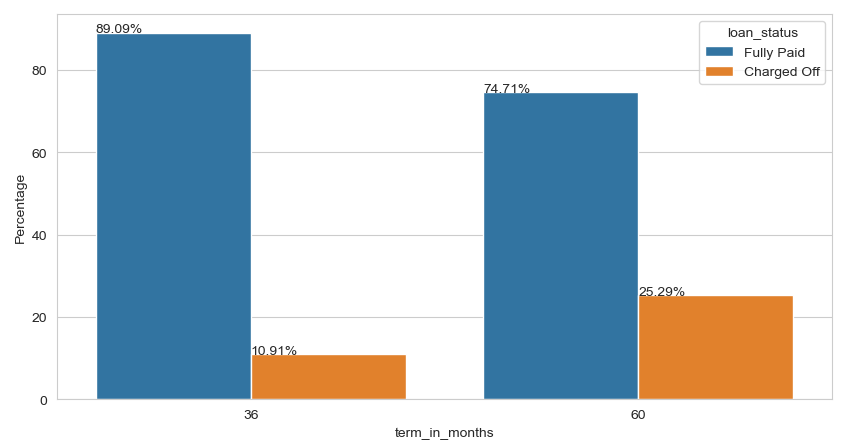 89.09%
loan_status
Fully Paid
Charged Off
80
74.71%
60
Percentage
40
25.29%
20
10.91%
0
36
60
term_in_months